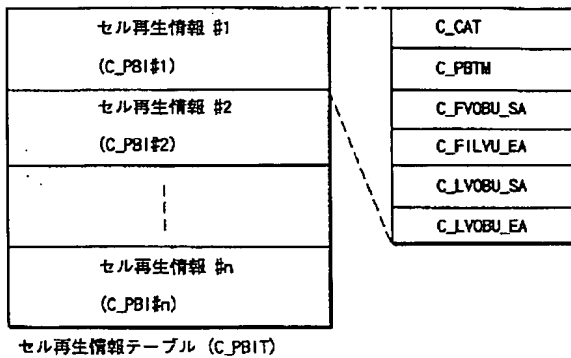 セル再生情報 #1
(C_PBI#1)
セル再生情報 #2
(C_PBI#2)
セル再生情報 #n
(C_PBI#n)
セル再生情報テーブル (C_PBIT)
C_CAT
C_PBTM
C_FVOBU_SA
C_FILVU_EA
C_LVOBU_SA
C_LVOBU_EA